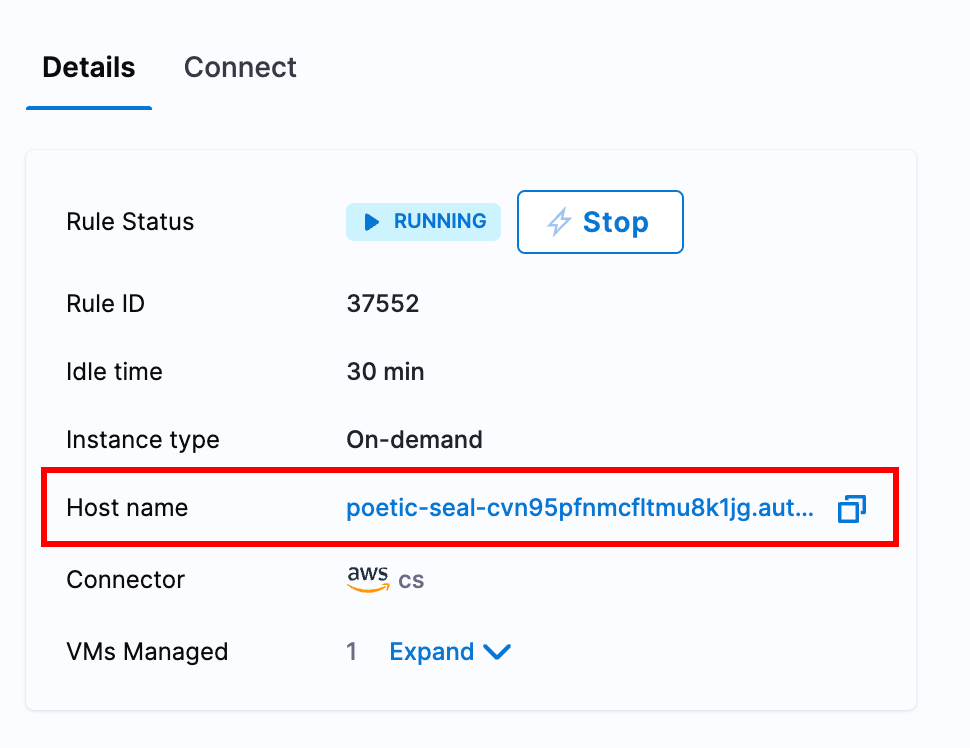 Details Connect
Rule Status RUNNING Stop
Rule ID 37552
Idle time 30 min
Instance type On-demand
Host name poetic-seal-cvn95pfnmcfltmu8k1jg.aut...
Connector aws cs
VMs Managed 1 Expand